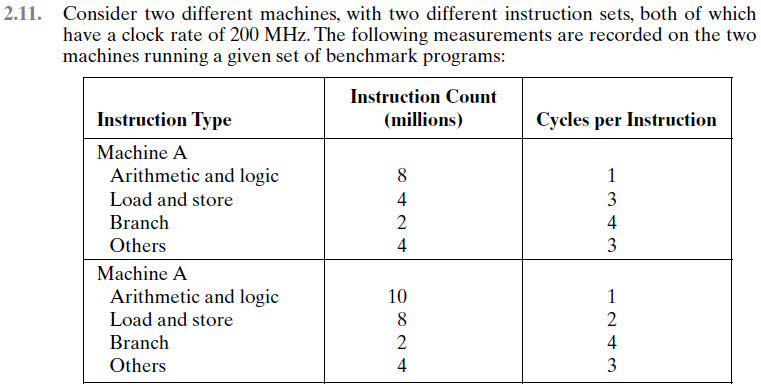 2.11. Consider two different machines, with two different instruction sets, both of which
have a clock rate of 200 MHz. The following measurements are recorded on the two
machines running a given set of benchmark programs:
Instruction Type Instruction Count (millions) Cycles per Instruction
Machine A
Arithmetic and logic 8 1
Load and store 4 3
Branch 2 4
Others 4 3
Machine A
Arithmetic and logic 10 1
Load and store 8 2
Branch 2 4
Others 4 3